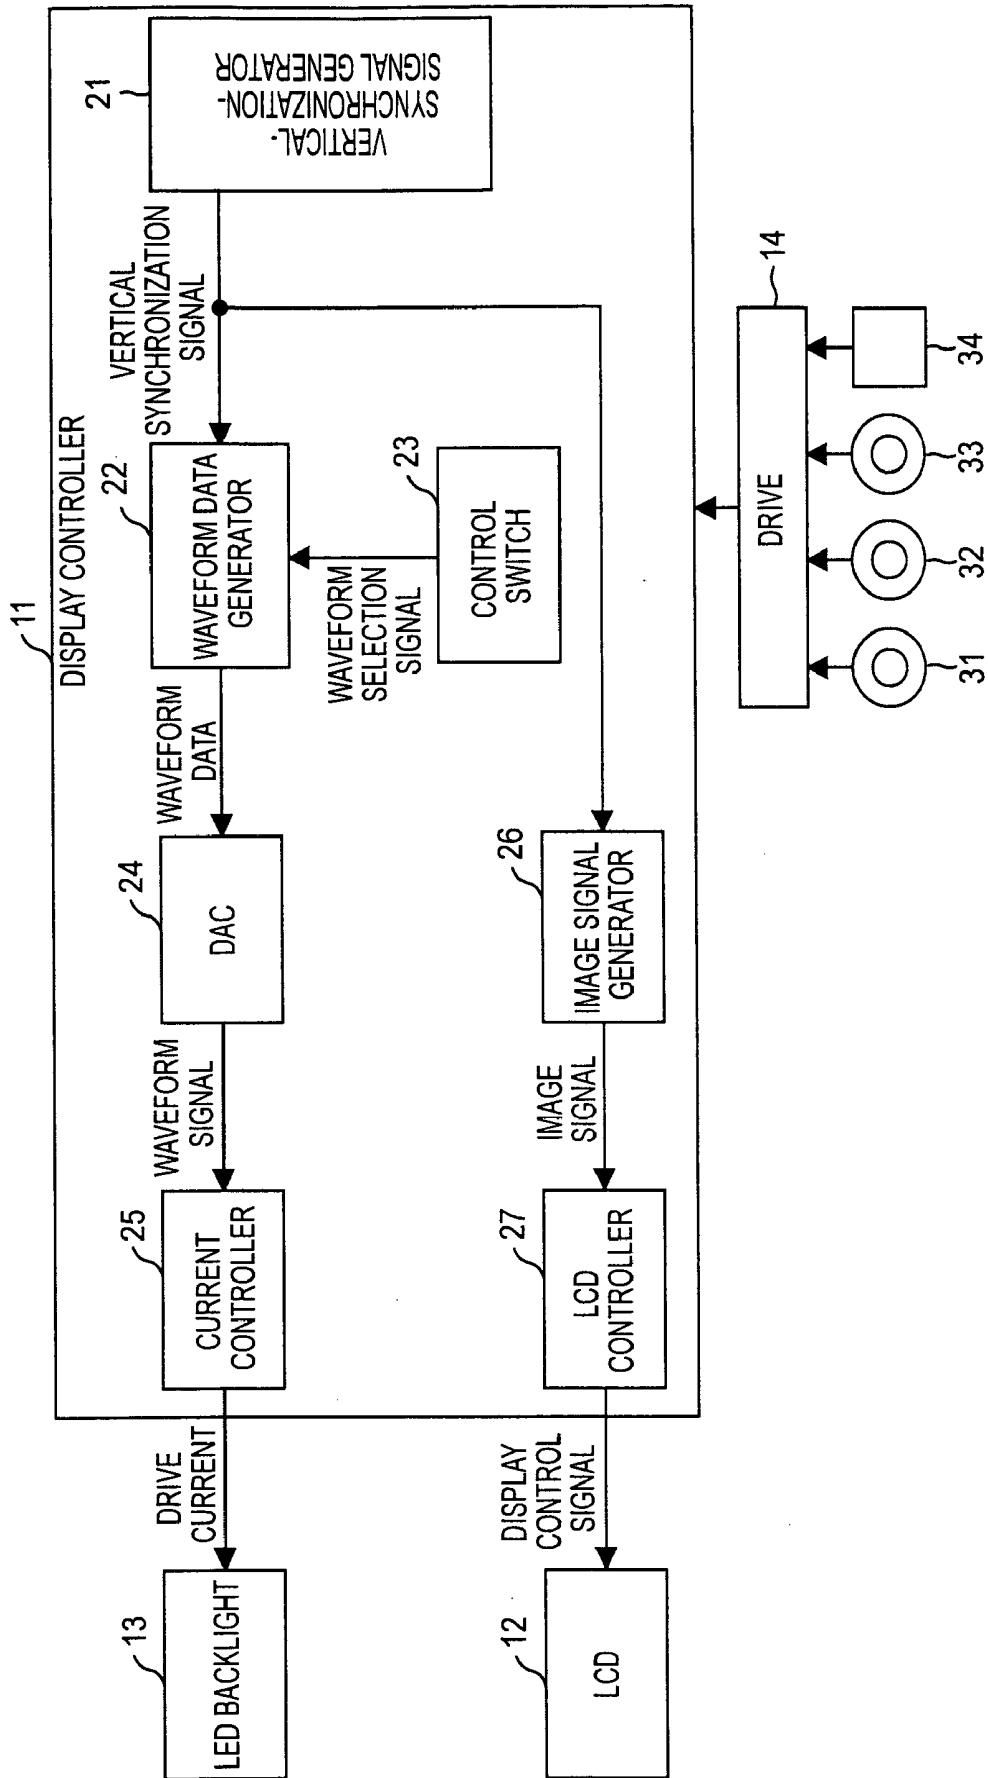 11
DISPLAY CONTROLLER
13
LED BACKLIGHT
DRIVE
CURRENT
25
CURRENT
CONTROLLER
WAVEFORM
SIGNAL
24
DAC
WAVEFORM
DATA
22
WAVEFORM DATA
GENERATOR
VERTICAL
SYNCHRONIZATION
SIGNAL
21
VERTICAL-
SYNCHRONIZATION-
SIGNAL GENERATOR
WAVEFORM
SELECTION
SIGNAL
23
CONTROL
SWITCH
12
LCD
DISPLAY
CONTROL
SIGNAL
27
LCD
CONTROLLER
IMAGE
SIGNAL
26
IMAGE SIGNAL
GENERATOR
14
DRIVE
31
32
33
34